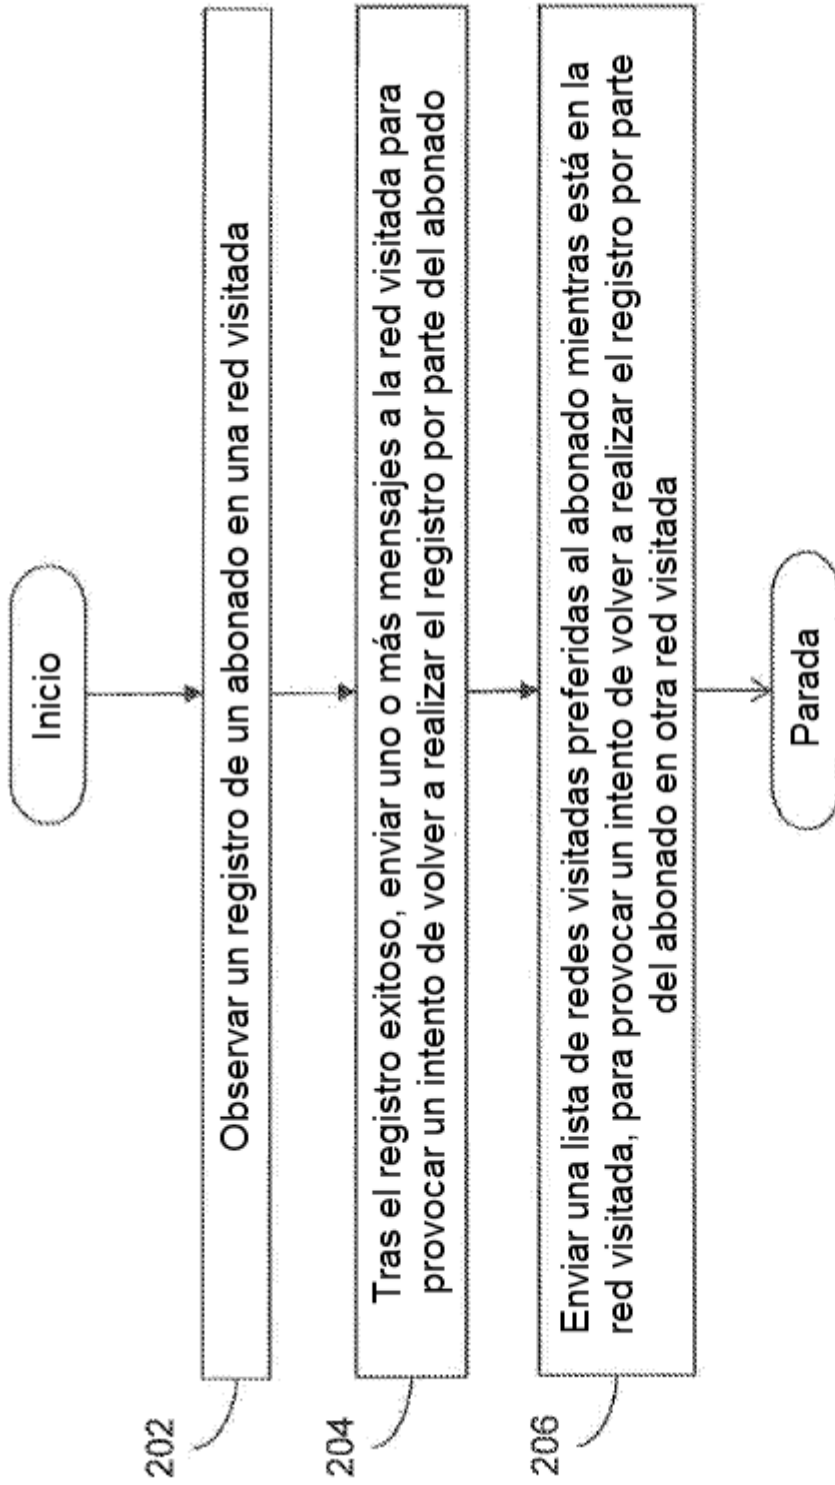 Inicio
202
Observar un registro de un abonado en una red visitada
204
Tras el registro exitoso, enviar uno o más mensajes a la red visitada para
provocar un intento de volver a realizar el registro por parte del abonado
206
Enviar una lista de redes visitadas preferidas al abonado mientras está en la
red visitada, para provocar un intento de volver a realizar el registro por parte
del abonado en otra red visitada
Parada